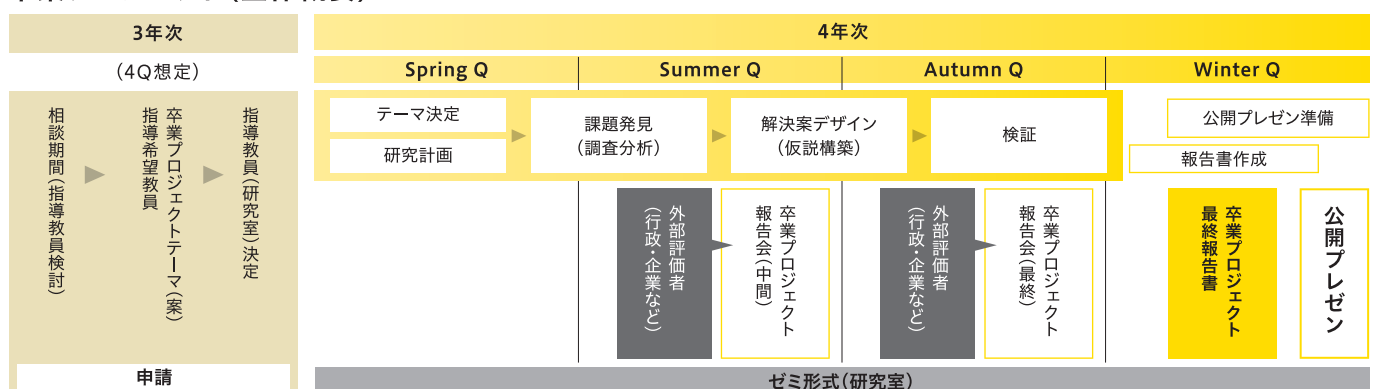 3年次
(4Q想定)
相談期間(指導教員検討)
卒業プロジェクトテーマ(案)
指導希望教員
指導教員(研究室)決定
申請
4年次
Spring Q
Summer Q
Autumn Q
Winter Q
テーマ決定
研究計画
課題発見
(調査分析)
解決案デザイン
(仮説構築)
検証
公開プレゼン準備
報告書作成
外部評価者
(行政・企業など)
卒業プロジェクト
報告会(中間)
外部評価者
(行政・企業など)
卒業プロジェクト
報告会(最終)
卒業プロジェクト
最終報告書
公開プレゼン
ゼミ形式(研究室)